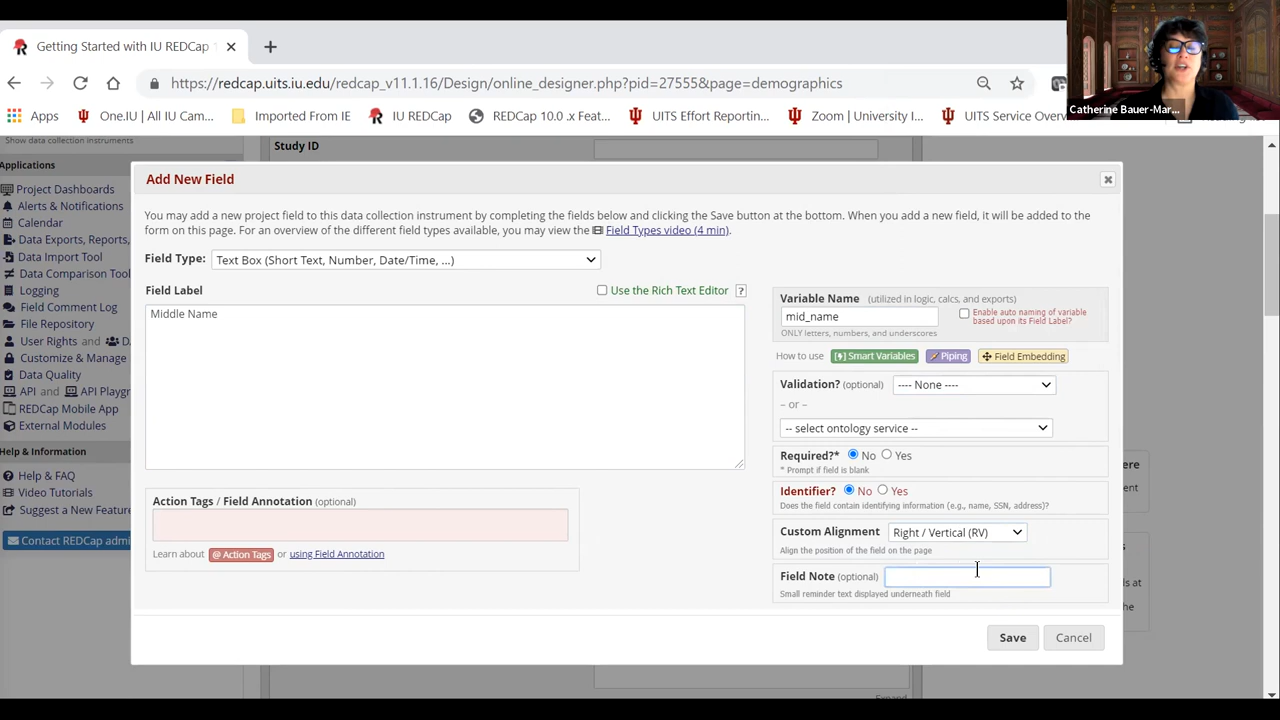 Getting Started with IU REDCap
https://redcap.uits.iu.edu/redcap_v11.1.16/Design/online_designer.php?pid=27555&page=demographics
Catherine Bauer-Mar...
Apps
One.IU | All IU Cam...
Imported From IE
IU REDCap
REDCap 10.0 .x Feat...
UITS Effort Reportin...
Zoom | University I...
UITS Service Overv
Show data collection instruments
Study ID
Applications
Project Dashboards
Alerts & Notifications
Calendar
Data Exports, Reports,
Data Import Tool
Data Comparison Tool
Logging
Field Comment Log
File Repository
User Rights and
Customize & Manage
Data Quality
API and API Playgr
REDCap Mobile App
External Modules
Help & Information
Help & FAQ
Video Tutorials
Suggest a New Feature
Contact REDCap admi
Add New Field
You may add a new project field to this data collection instrument by completing the fields below and clicking the Save button at the bottom. When you add a new field, it will be added to the
form on this page. For an overview of the different field types available, you may view the Field Types video (4 min).
Field Type: Text Box (Short Text, Number, Date/Time, ...)
Field Label
Use the Rich Text Editor ?
Middle Name
Action Tags / Field Annotation (optional)
Learn about @ Action Tags or using Field Annotation
Variable Name (utilized in logic, calcs, and exports)
mid_name
Enable auto naming of variable
based upon its Field Label?
ONLY letters, numbers, and underscores
How to use Smart Variables Piping Field Embedding
Validation? (optional) ---- None ----
– or –
-- select ontology service --
Required?* No Yes
* Prompt if field is blank
Identifier? No Yes
Does the field contain identifying information (e.g., name, SSN, address)?
Custom Alignment Right / Vertical (RV)
Align the position of the field on the page
Field Note (optional)
Small reminder text displayed underneath field
Save
Cancel
ere
ent
s
ds at
the
Expand